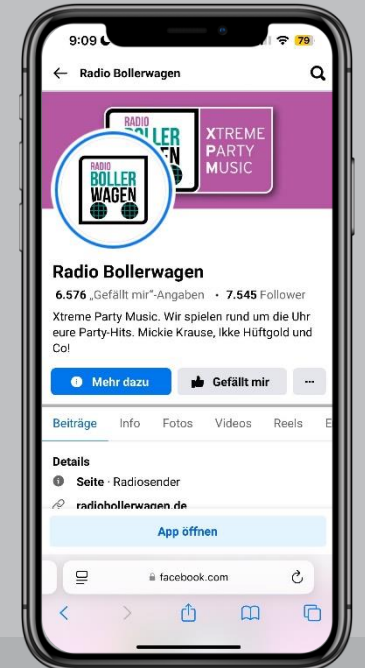 9:09
79
Radio Bollerwagen
RADIO
LLER
N
XTREME
PARTY
MUSIC
RADIO
BOLLER
WAGEN
Radio Bollerwagen
6.576 „Gefällt mir"-Angaben • 7.545 Follower
Xtreme Party Music. Wir spielen rund um die Uhr
eure Party-Hits. Mickie Krause, Ikke Hüftgold und
Co!
Mehr dazu
Gefällt mir
Beiträge Info Fotos Videos Reels E
Details
Seite · Radiosender
radiobollerwagen.de
App öffnen
facebook.com